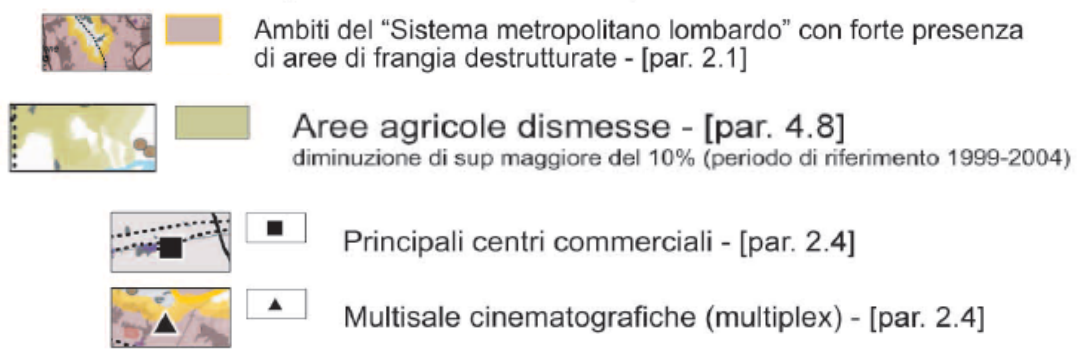 Ambiti del “Sistema metropolitano lombardo” con forte presenza
di aree di frangia destrutturate - [par. 2.1]
Aree agricole dismesse - [par. 4.8]
diminuzione di sup maggiore del 10% (periodo di riferimento 1999-2004)
Principali centri commerciali - [par. 2.4]
Multisale cinematografiche (multiplex) - [par. 2.4]